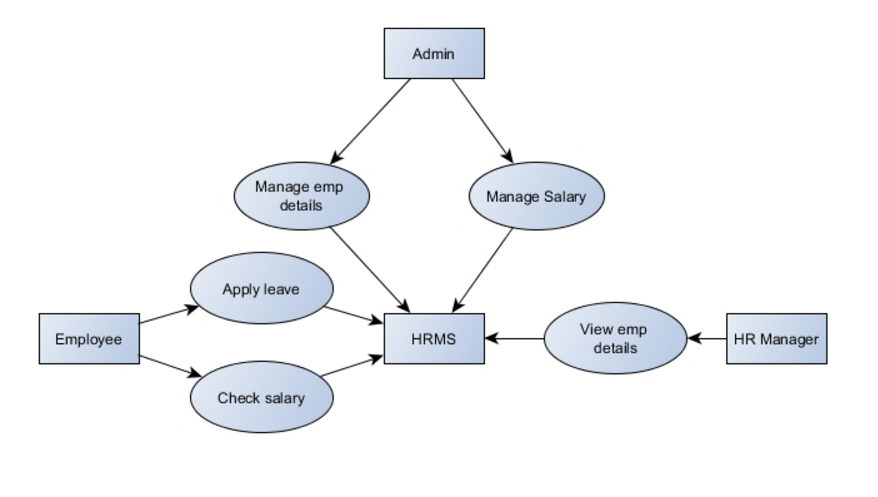 Admin
Manage emp
details
Manage Salary
Apply leave
Employee
HRMS
View emp
details
HR Manager
Check salary